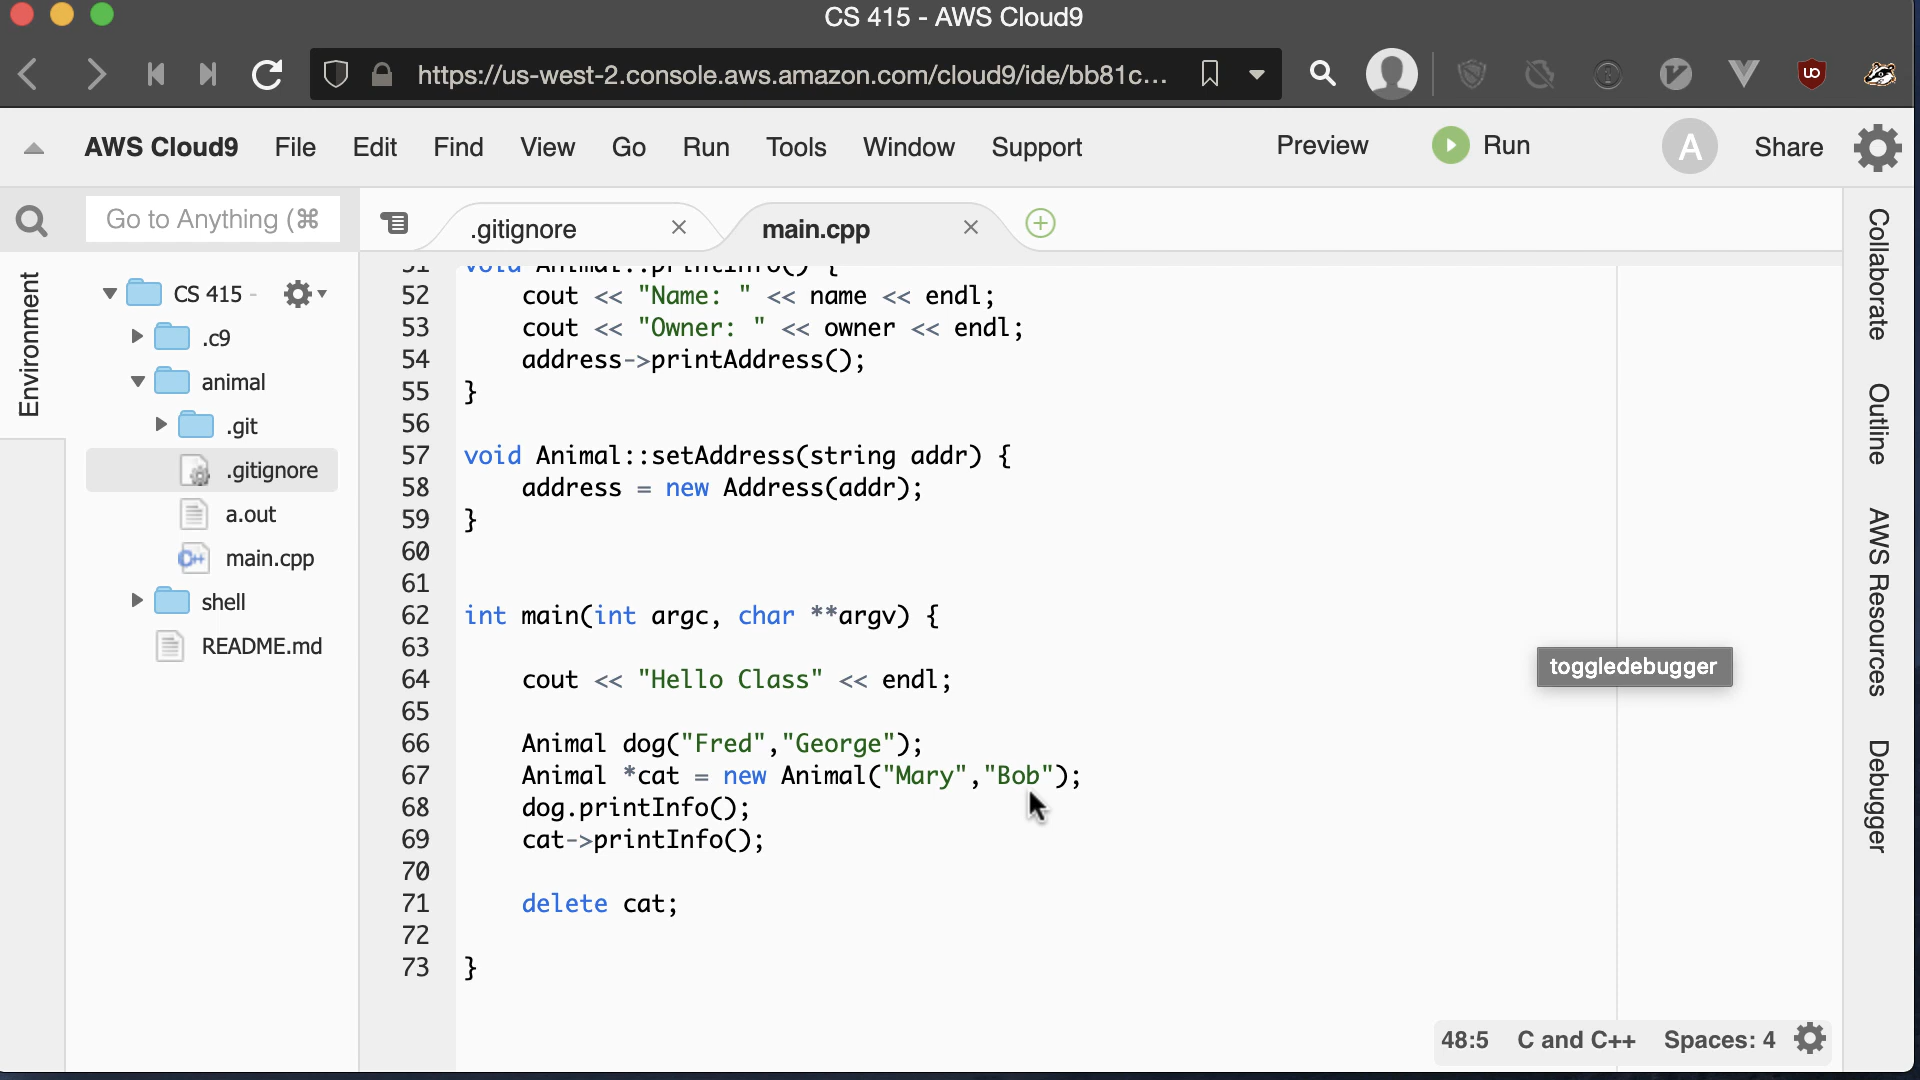 CS 415 - AWS Cloud9
https://us-west-2.console.aws.amazon.com/cloud9/ide/bb81c...
AWS Cloud9 File Edit Find View Go Run Tools Window Support Preview Run A Share
Go to Anything (⌘
.gitignore
main.cpp
Environment
CS 415 -
.c9
animal
.git
.gitignore
a.out
main.cpp
shell
README.md
51 void Animal::printInfo() {
52     cout << "Name: " << name << endl;
53     cout << "Owner: " << owner << endl;
54     address->printAddress();
55 }
56
57 void Animal::setAddress(string addr) {
58     address = new Address(addr);
59 }
60
61
62 int main(int argc, char **argv) {
63
64     cout << "Hello Class" << endl;
65
66     Animal dog("Fred","George");
67     Animal *cat = new Animal("Mary","Bob");
68     dog.printInfo();
69     cat->printInfo();
70
71     delete cat;
72
73 }
toggledebugger
Collaborate
Outline
AWS Resources
Debugger
48:5 C and C++ Spaces: 4